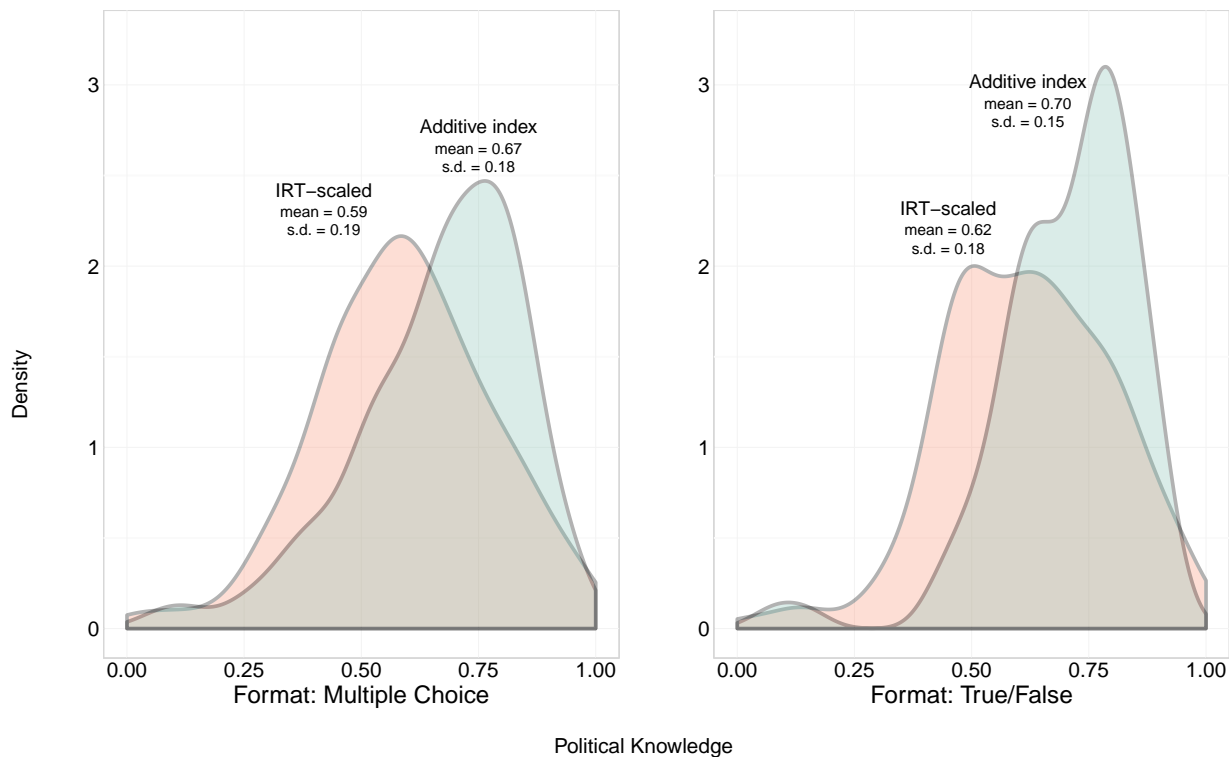 Density
3
2
1
0
Additive index
mean = 0.67
s.d. = 0.18
IRT−scaled
mean = 0.59
s.d. = 0.19
0.00 0.25 0.50 0.75 1.00
Format: Multiple Choice
3
2
1
0
Additive index
mean = 0.70
s.d. = 0.15
IRT−scaled
mean = 0.62
s.d. = 0.18
0.00 0.25 0.50 0.75 1.00
Format: True/False
Political Knowledge